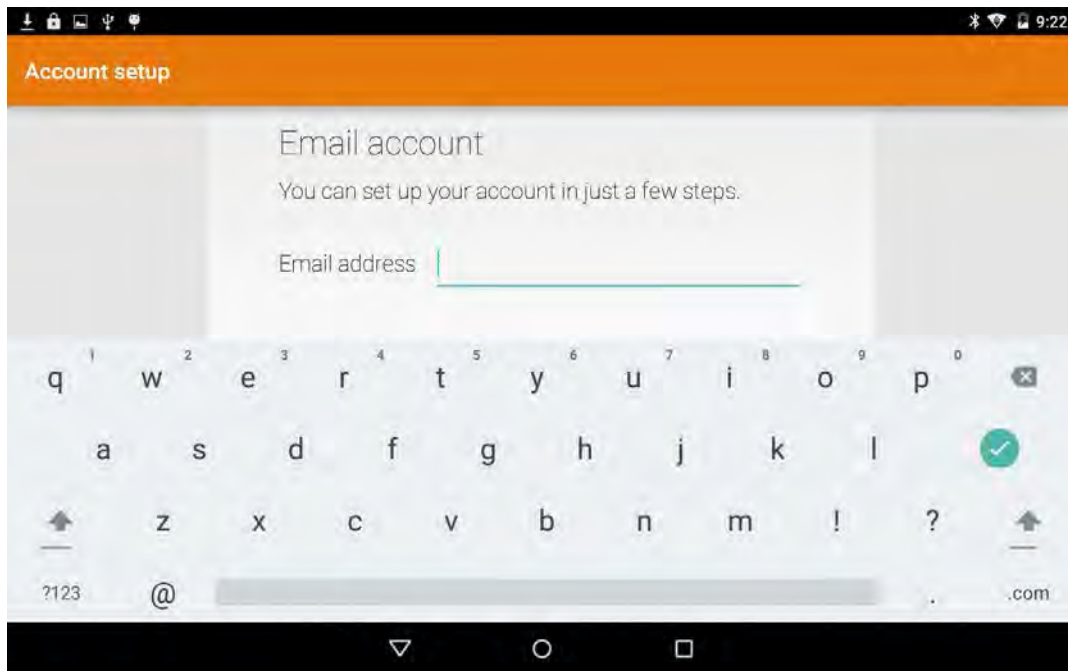 9:22
Account setup
Email account
You can set up your account in just a few steps.
Email address
1 2 3 4 5 6 7 8 9 0
q w e r t y u i o p
a s d f g h j k l
z x c v b n m ! ?
?123 @ . .com